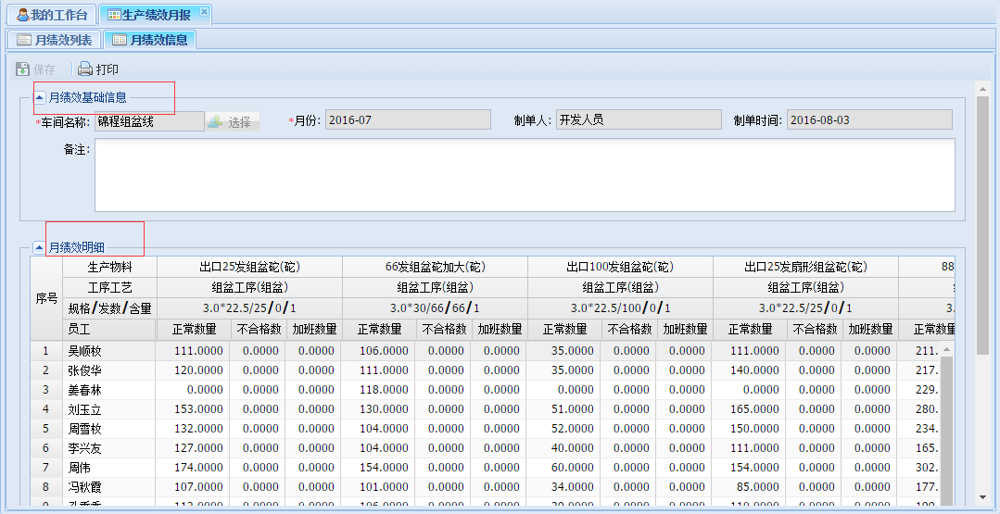 我的工作台 生产绩效月报
月绩效列表 月绩效信息
保存 打印
月绩效基础信息
*车间名称: 锦程组盆线 选择 *月份: 2016-07 制单人: 开发人员 制单时间: 2016-08-03
备注:
月绩效明细
序号 生产物料 出口25发组盆砣(砣) 66发组盆砣加大(砣) 出口100发组盆砣(砣) 出口25发扇形组盆砣(砣) 88
工序工艺 组盆工序(组盆) 组盆工序(组盆) 组盆工序(组盆) 组盆工序(组盆)
规格/发数/含量 3.0*22.5/25/0/1 3.0*30/66/66/1 3.0*22.5/100/0/1 3.0*22.5/25/0/1 3.
员工 正常数量 不合格数 加班数量 正常数量 不合格数 加班数量 正常数量 不合格数 加班数量 正常数量 不合格数 加班数量 正常数量
1 吴顺枚 111.0000 0.0000 0.0000 106.0000 0.0000 0.0000 35.0000 0.0000 0.0000 111.0000 0.0000 0.0000 211.
2 张俊华 120.0000 0.0000 0.0000 111.0000 0.0000 0.0000 35.0000 0.0000 0.0000 140.0000 0.0000 0.0000 217.
3 姜春林 0.0000 0.0000 0.0000 118.0000 0.0000 0.0000 0.0000 0.0000 0.0000 0.0000 0.0000 0.0000 229.
4 刘玉立 153.0000 0.0000 0.0000 130.0000 0.0000 0.0000 51.0000 0.0000 0.0000 165.0000 0.0000 0.0000 280.
5 周雪枚 132.0000 0.0000 0.0000 104.0000 0.0000 0.0000 52.0000 0.0000 0.0000 150.0000 0.0000 0.0000 234.
6 李兴友 127.0000 0.0000 0.0000 104.0000 0.0000 0.0000 40.0000 0.0000 0.0000 111.0000 0.0000 0.0000 165.
7 周伟 174.0000 0.0000 0.0000 154.0000 0.0000 0.0000 60.0000 0.0000 0.0000 154.0000 0.0000 0.0000 302.
8 冯秋霞 107.0000 0.0000 0.0000 101.0000 0.0000 0.0000 34.0000 0.0000 0.0000 85.0000 0.0000 0.0000 177.